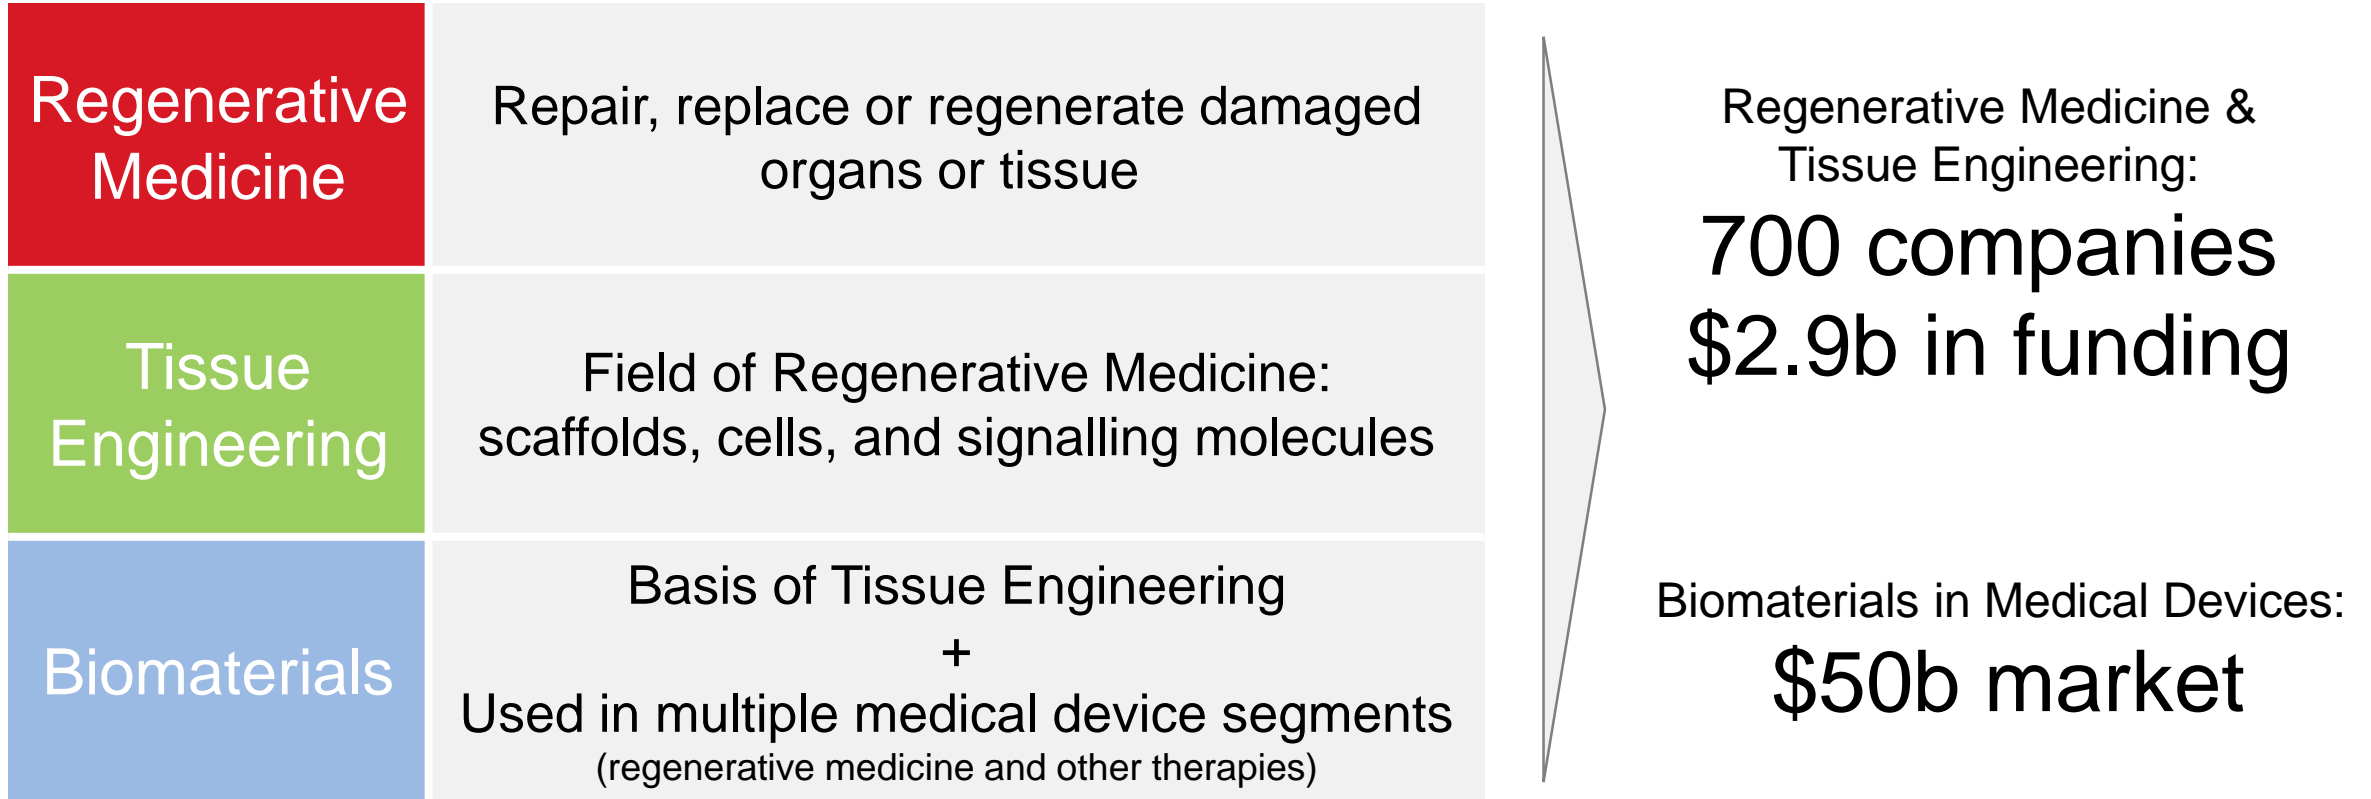 Regenerative
Medicine
Repair, replace or regenerate damaged
organs or tissue
Tissue
Engineering
Field of Regenerative Medicine:
scaffolds, cells, and signalling molecules
Biomaterials
Basis of Tissue Engineering
+
Used in multiple medical device segments
(regenerative medicine and other therapies)
Regenerative Medicine &
Tissue Engineering:
700 companies
$2.9b in funding
Biomaterials in Medical Devices:
$50b market